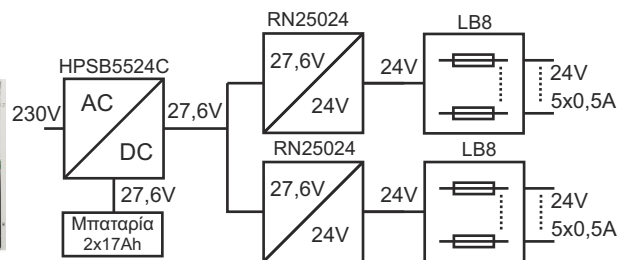 RN25024
LB8
27,6V
24V
24V
24V
5x0,5A
HPSB5524C
230V
AC
DC
27,6V
27,6V
Μπαταρία
2x17Ah
RN25024
LB8
27,6V
24V
24V
24V
5x0,5A